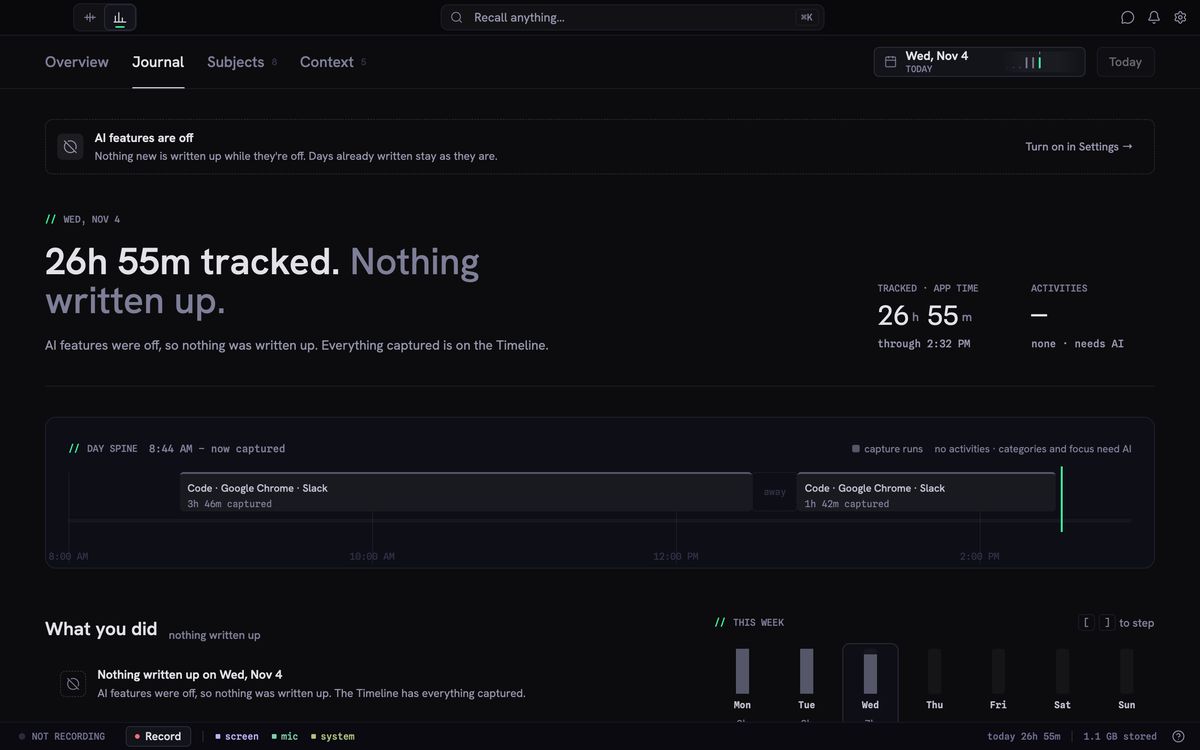 Recall anything...
⌘K
Overview
Journal
Subjects 8
Context 5
Wed, Nov 4
TODAY
Today
AI features are off
Nothing new is written up while they're off. Days already written stay as they are.
Turn on in Settings →
// WED, NOV 4
26h 55m tracked. Nothing
written up.
AI features were off, so nothing was written up. Everything captured is on the Timeline.
TRACKED · APP TIME
26 h 55 m
through 2:32 PM
ACTIVITIES
—
none · needs AI
// DAY SPINE 8:44 AM – now captured
capture runs
no activities · categories and focus need AI
Code · Google Chrome · Slack
3h 46m captured
away
Code · Google Chrome · Slack
1h 42m captured
8:00 AM
10:00 AM
12:00 PM
2:00 PM
What you did nothing written up
Nothing written up on Wed, Nov 4
AI features were off, so nothing was written up. The Timeline has everything captured.
// THIS WEEK
[ ] to step
Mon
Tue
Wed
Thu
Fri
Sat
Sun
NOT RECORDING
Record
screen
mic
system
today 26h 55m
1.1 GB stored